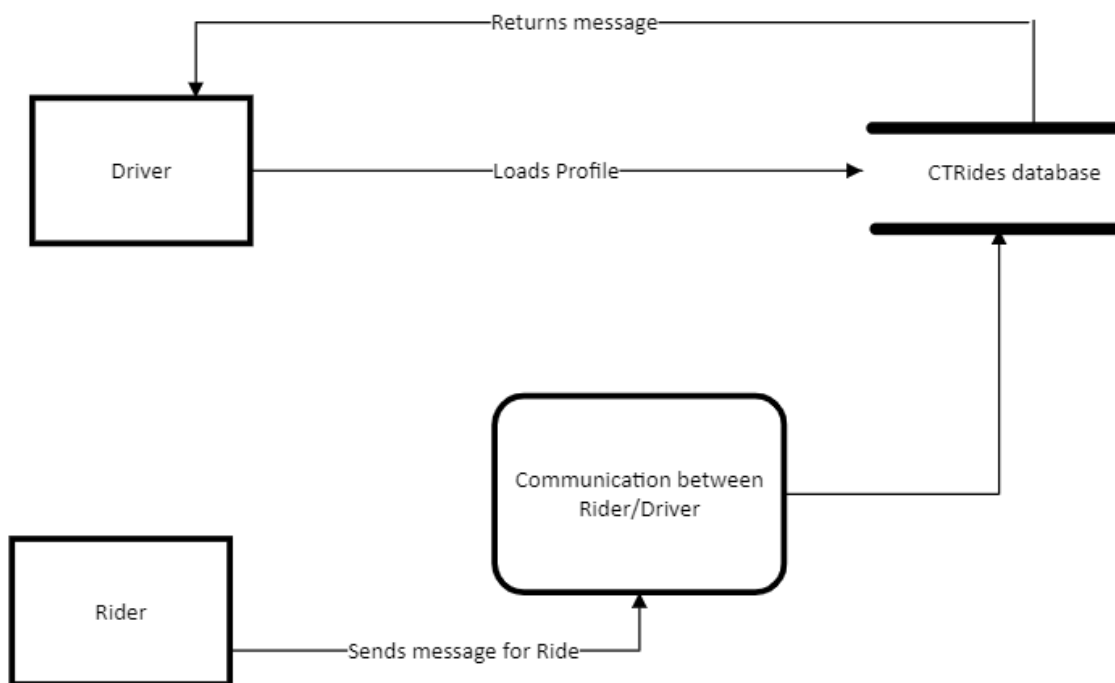 Returns message
Driver
Loads Profile
CTRides database
Communication between
Rider/Driver
Rider
Sends message for Ride